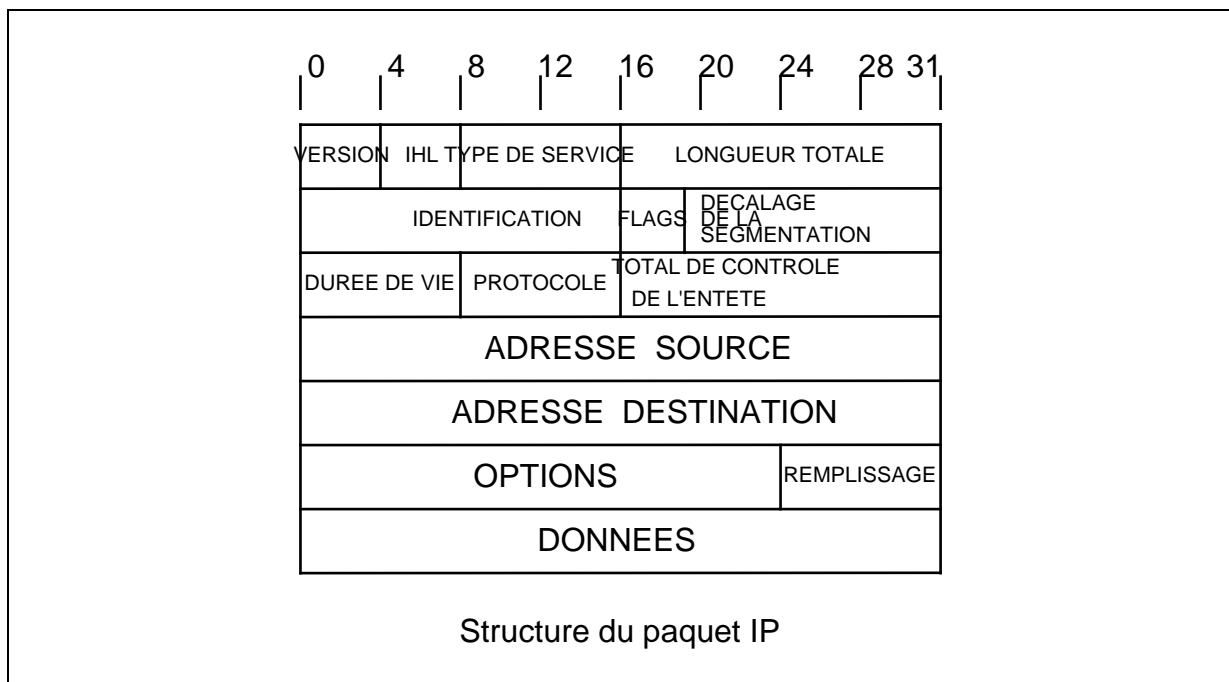 0 4 8 12 16 20 24 28 31
VERSION IHL TYPE DE SERVICE LONGUEUR TOTALE
IDENTIFICATION FLAGS DECALAGE
DE LA
SEGMENTATION
DUREE DE VIE PROTOCOLE TOTAL DE CONTROLE
DE L'ENTETE
ADRESSE SOURCE
ADRESSE DESTINATION
OPTIONS REMPLISSAGE
DONNEES
Structure du paquet IP